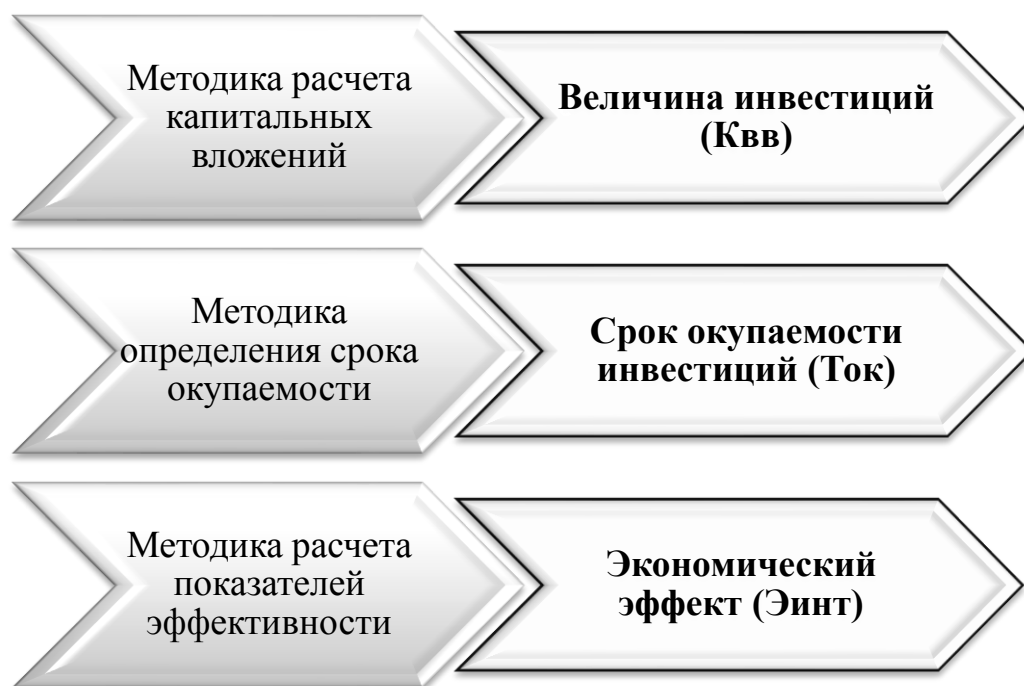 Методика расчета
капитальных
вложений
Величина инвестиций
(Квв)
Методика
определения срока
окупаемости
Срок окупаемости
инвестиций (Ток)
Методика расчета
показателей
эффективности
Экономический
эффект (Эинт)